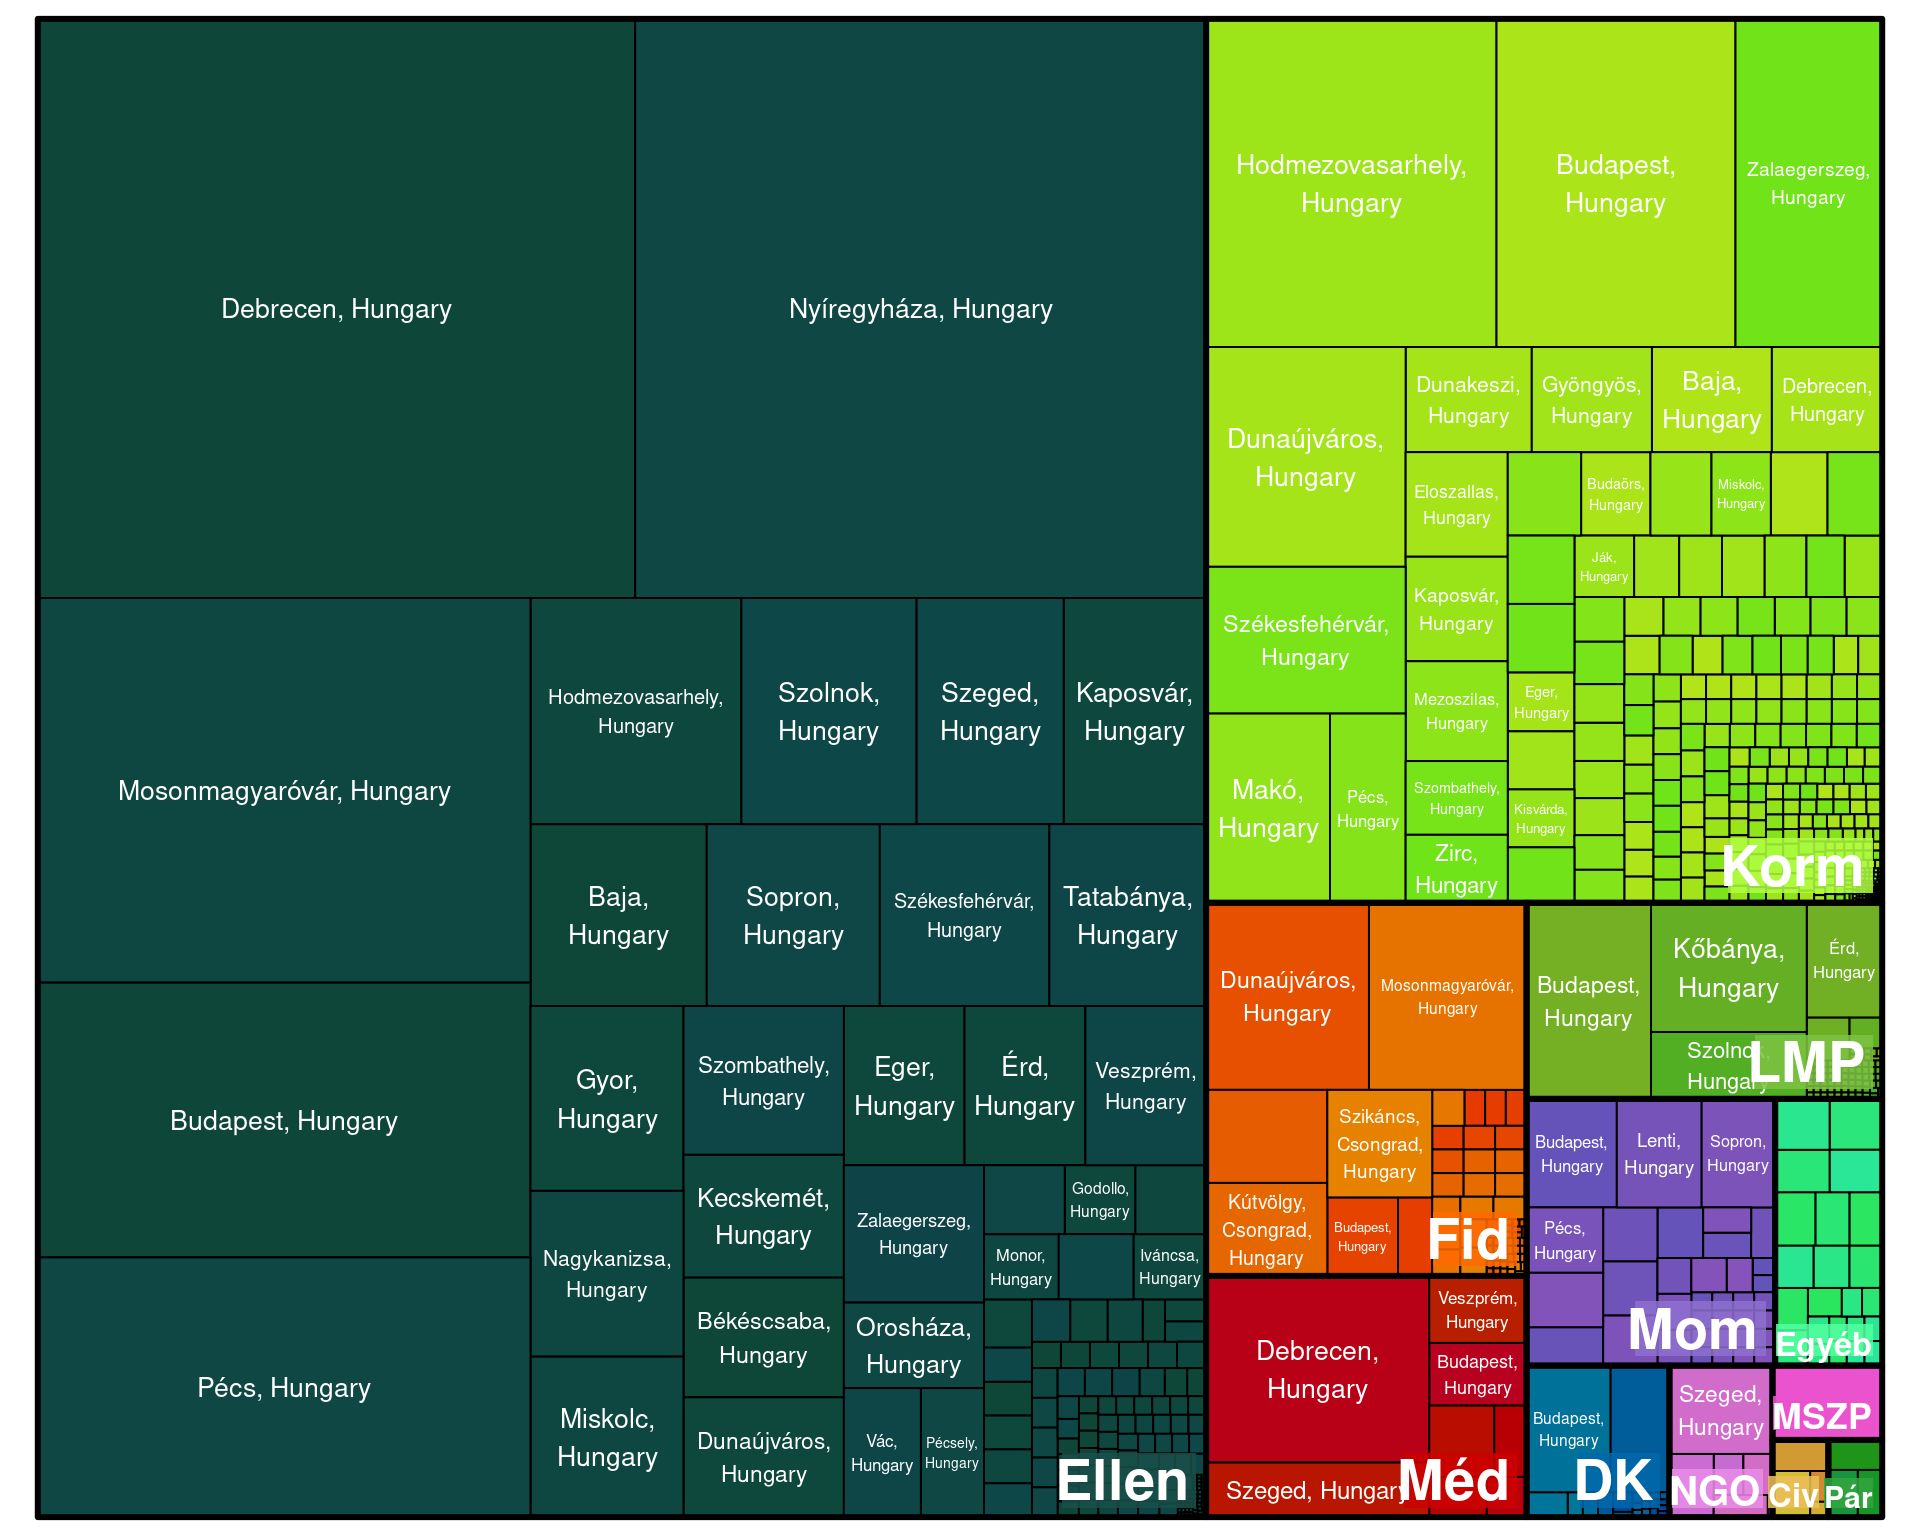 Debrecen, Hungary
Nyíregyháza, Hungary
Mosonmagyaróvár, Hungary
Budapest, Hungary
Pécs, Hungary
Hodmezovasarhely,
Hungary
Szolnok,
Hungary
Szeged,
Hungary
Kaposvár,
Hungary
Baja,
Hungary
Sopron,
Hungary
Székesfehérvár,
Hungary
Tatabánya,
Hungary
Gyor,
Hungary
Nagykanizsa,
Hungary
Miskolc,
Hungary
Szombathely,
Hungary
Kecskemét,
Hungary
Békéscsaba,
Hungary
Dunaújváros,
Hungary
Eger,
Hungary
Érd,
Hungary
Veszprém,
Hungary
Zalaegerszeg,
Hungary
Orosháza,
Hungary
Vác,
Hungary
Pécsely,
Hungary
Godollo,
Hungary
Monor,
Hungary
Iváncsa,
Hungary
Ellen
Hodmezovasarhely,
Hungary
Budapest,
Hungary
Zalaegerszeg,
Hungary
Dunaújváros,
Hungary
Székesfehérvár,
Hungary
Makó,
Hungary
Pécs,
Hungary
Dunakeszi,
Hungary
Gyöngyös,
Hungary
Baja,
Hungary
Debrecen,
Hungary
Eloszallas,
Hungary
Kaposvár,
Hungary
Mezoszilas,
Hungary
Szombathely,
Hungary
Zirc,
Hungary
Budaörs,
Hungary
Miskolc,
Hungary
Ják,
Hungary
Eger,
Hungary
Kisvárda,
Hungary
Korm
Dunaújváros,
Hungary
Mosonmagyaróvár,
Hungary
Szikáncs,
Csongrad,
Hungary
Kútvölgy,
Csongrad,
Hungary
Budapest,
Hungary
Fid
Budapest,
Hungary
Kőbánya,
Hungary
Érd,
Hungary
Szolnok,
Hungary
LMP
Debrecen,
Hungary
Veszprém,
Hungary
Budapest,
Hungary
Szeged, Hungary
Méd
Budapest,
Hungary
Lenti,
Hungary
Sopron,
Hungary
Pécs,
Hungary
Mom
Egyéb
Budapest,
Hungary
DK
Szeged,
Hungary
NGO
MSZP
Civ
Pár